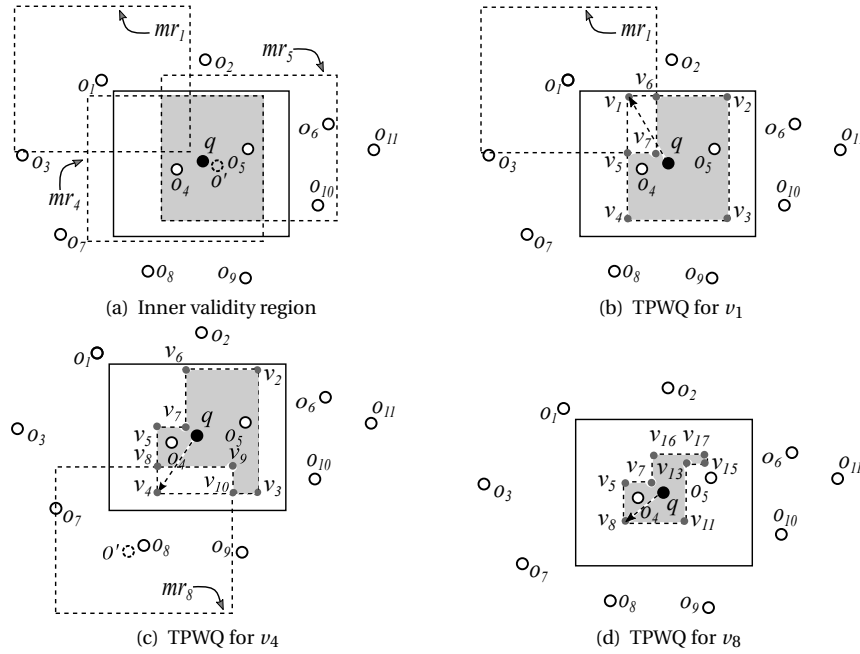 mr1
mr5
o2
o1
q
o6
o11
o5
o'
o3
o4
mr4
o10
o7
o8
o9
(a) Inner validity region
mr1
o2
v6
o1
v1
v2
q
o6
o11
v7
o5
o3
v5
o4
o10
v4
v3
o7
o8
o9
(b) TPWQ for v1
o2
v6
o1
v2
q
o6
o11
v7
o3
v5
o5
o4
v9
v8
o10
v4
v10
v3
o7
o'
o8
o9
mr8
(c) TPWQ for v4
o2
o1
v16
v17
v7
v13
o6
v5
v15
o11
o3
o5
q
o4
v8
v11
o10
o7
o8
o9
(d) TPWQ for v8